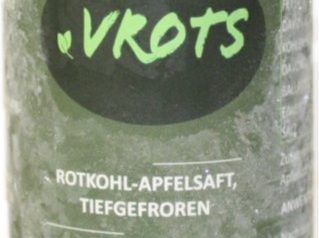 VROTS
ROTKOHL-APFELSAFT,
TIEFGEFROREN